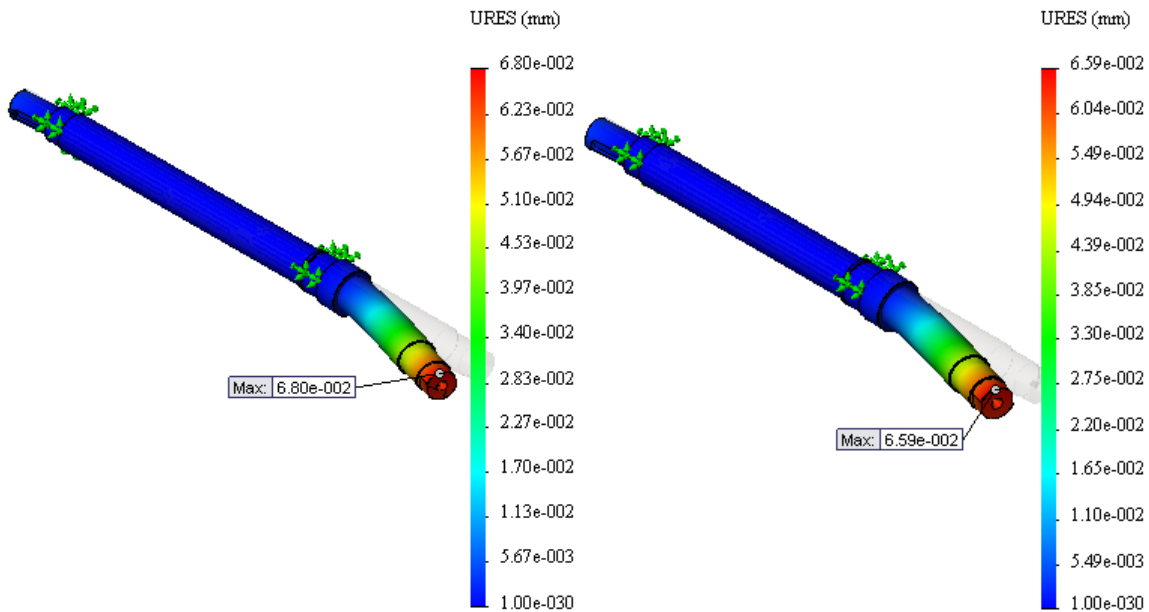 URES (mm)
6.80e-002
6.23e-002
5.67e-002
5.10e-002
4.53e-002
3.97e-002
3.40e-002
2.83e-002
2.27e-002
1.70e-002
1.13e-002
5.67e-003
1.00e-030
Max: 6.80e-002
URES (mm)
6.59e-002
6.04e-002
5.49e-002
4.94e-002
4.39e-002
3.85e-002
3.30e-002
2.75e-002
2.20e-002
1.65e-002
1.10e-002
5.49e-003
1.00e-030
Max: 6.59e-002